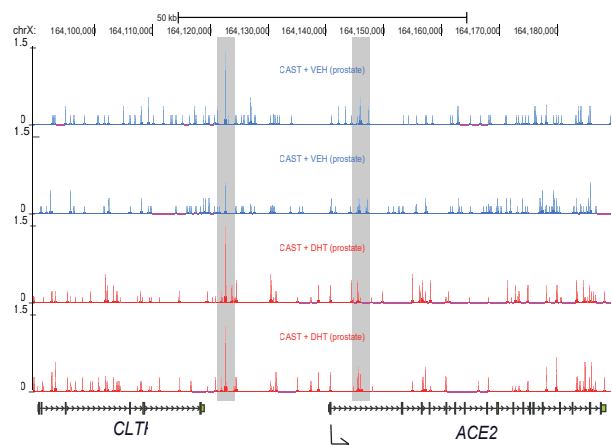 50 kb
chrX: 164,100,000 164,110,000 164,120,000 164,130,000 164,140,000 164,150,000 164,160,000 164,170,000 164,180,000
1.5
CAST + VEH (prostate)
0
1.5
CAST + VEH (prostate)
0
1.5
CAST + DHT (prostate)
0
1.5
CAST + DHT (prostate)
0
ACE2